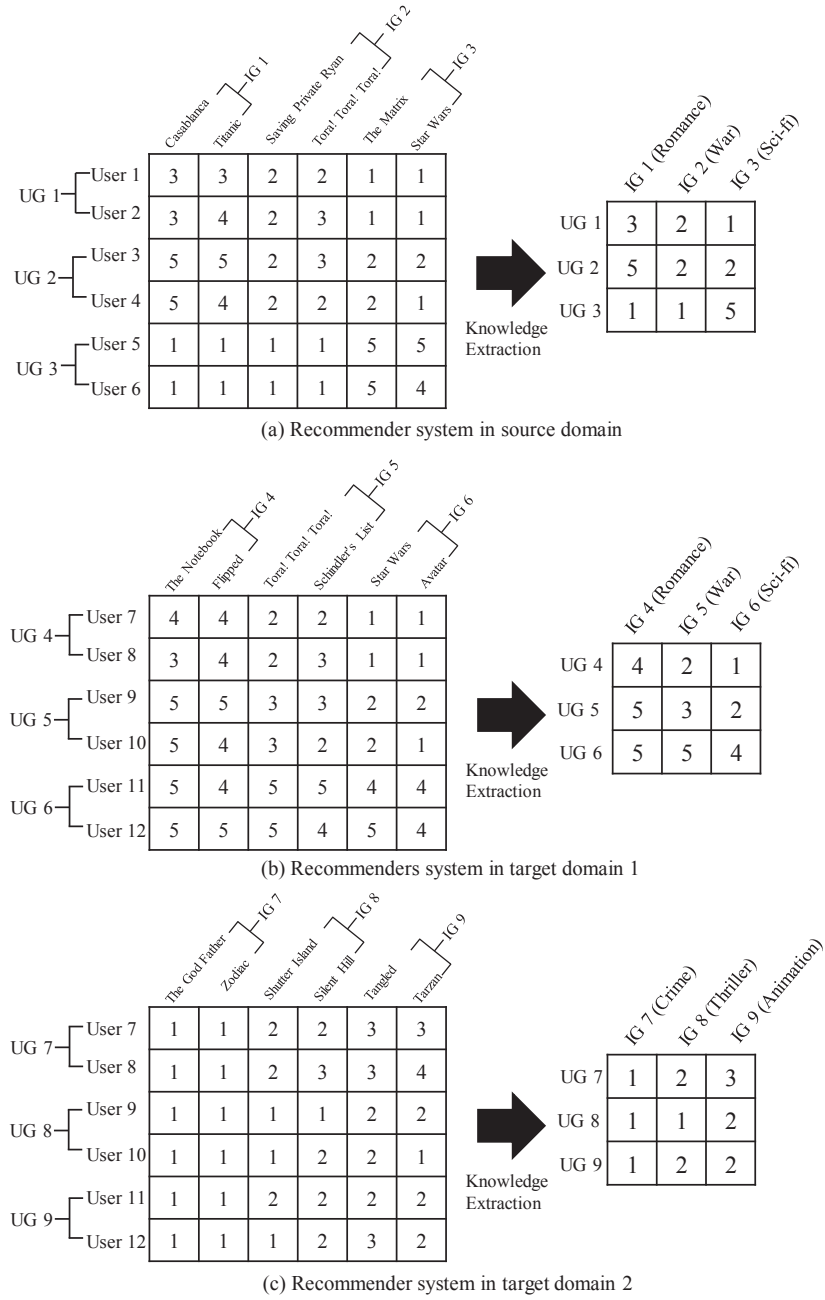 IG 1
IG 2
IG 3
Casablanca
Titanic
Saving Private Ryan
Tora! Tora! Tora!
The Matrix
Star Wars
IG 1 (Romance)
IG 2 (War)
IG 3 (Sci-fi)
UG 1
User 1 3 3 2 2 1 1
User 2 3 4 2 3 1 1
UG 2
User 3 5 5 2 3 2 2
User 4 5 4 2 2 2 1
UG 3
User 5 1 1 1 1 5 5
User 6 1 1 1 1 5 4
Knowledge
Extraction
UG 1 3 2 1
UG 2 5 2 2
UG 3 1 1 5
(a) Recommender system in source domain
IG 4
IG 5
IG 6
The Notebook
Flipped
Tora! Tora! Tora!
Schindler's List
Star Wars
Avatar
IG 4 (Romance)
IG 5 (War)
IG 6 (Sci-fi)
UG 4
User 7 4 4 2 2 1 1
User 8 3 4 2 3 1 1
UG 5
User 9 5 5 3 3 2 2
User 10 5 4 3 2 2 1
UG 6
User 11 5 4 5 5 4 4
User 12 5 5 5 4 5 4
Knowledge
Extraction
UG 4 4 2 1
UG 5 5 3 2
UG 6 5 5 4
(b) Recommenders system in target domain 1
IG 7
IG 8
IG 9
The God Father
Zodiac
Shutter Island
Silent Hill
Tangled
Tarzan
IG 7 (Crime)
IG 8 (Thriller)
IG 9 (Animation)
UG 7
User 7 1 1 2 2 3 3
User 8 1 1 2 3 3 4
UG 8
User 9 1 1 1 1 2 2
User 10 1 1 1 2 2 1
UG 9
User 11 1 1 2 2 2 2
User 12 1 1 1 2 3 2
Knowledge
Extraction
UG 7 1 2 3
UG 8 1 1 2
UG 9 1 2 2
(c) Recommender system in target domain 2